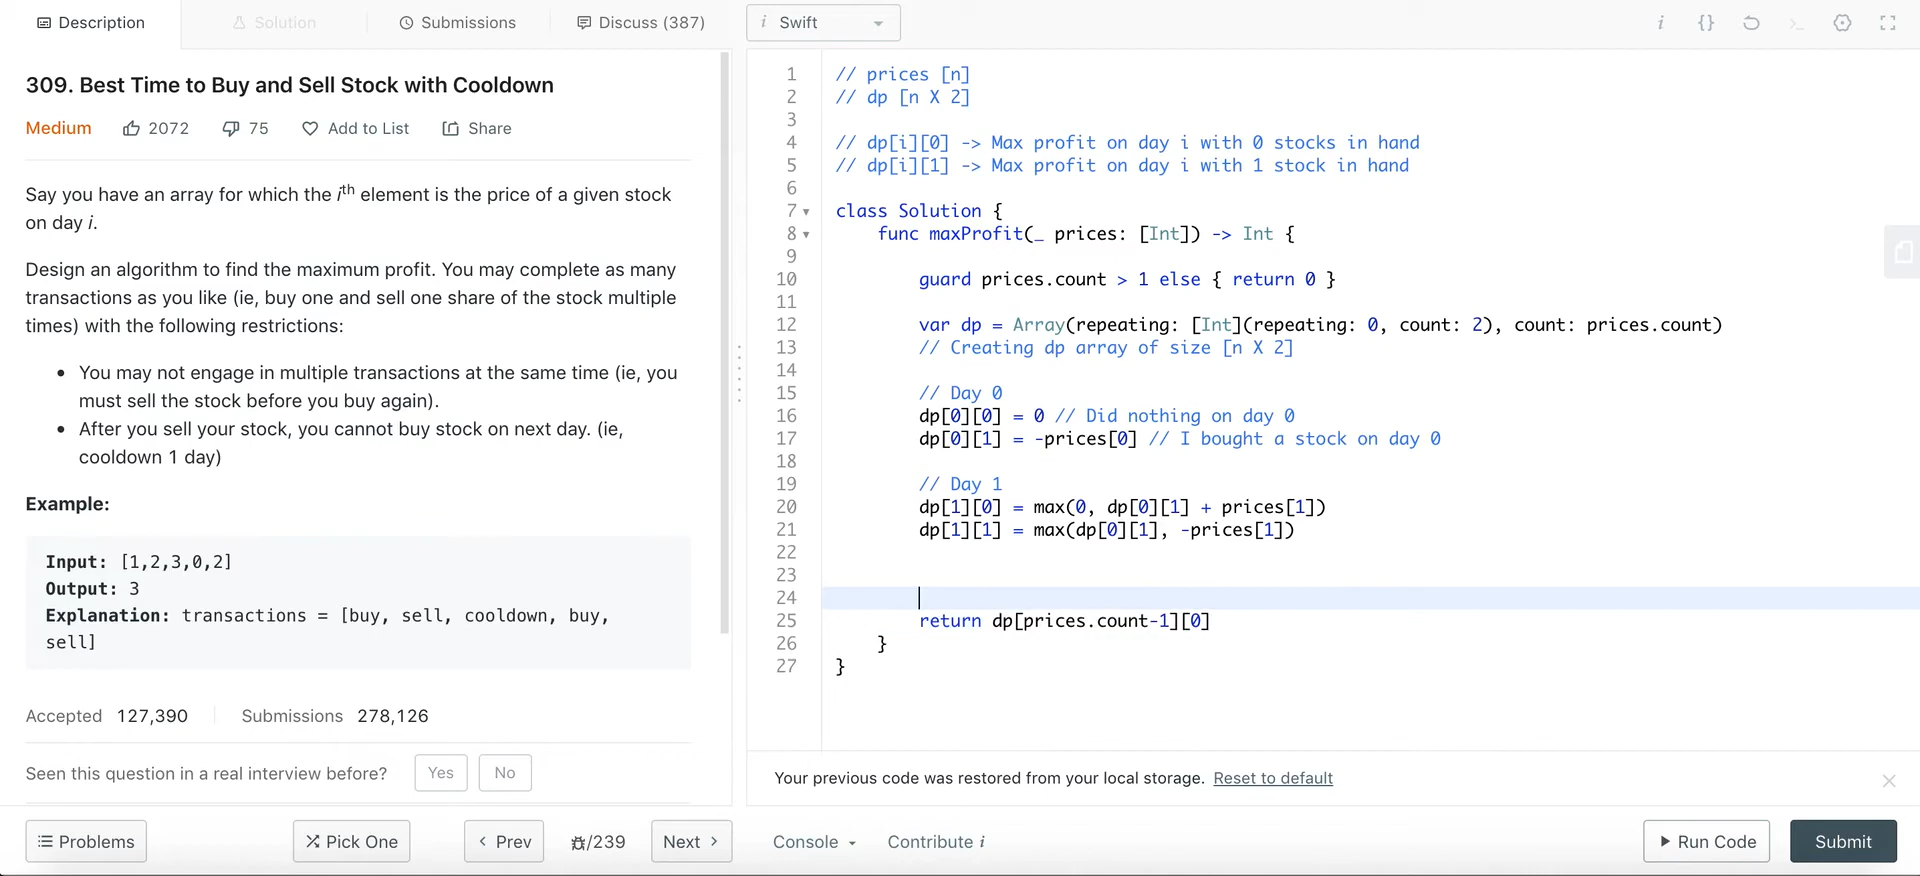 Description
Solution
Submissions
Discuss (387)
i Swift
i {} >_
309. Best Time to Buy and Sell Stock with Cooldown
Medium 2072 75 Add to List Share
Say you have an array for which the ith element is the price of a given stock
on day i.
Design an algorithm to find the maximum profit. You may complete as many
transactions as you like (ie, buy one and sell one share of the stock multiple
times) with the following restrictions:
• You may not engage in multiple transactions at the same time (ie, you
must sell the stock before you buy again).
• After you sell your stock, you cannot buy stock on next day. (ie,
cooldown 1 day)
Example:
Input: [1,2,3,0,2]
Output: 3
Explanation: transactions = [buy, sell, cooldown, buy,
sell]
Accepted 127,390 Submissions 278,126
Seen this question in a real interview before? Yes No
Problems Pick One < Prev /239 Next >
1 // prices [n]
2 // dp [n X 2]
3
4 // dp[i][0] -> Max profit on day i with 0 stocks in hand
5 // dp[i][1] -> Max profit on day i with 1 stock in hand
6
7 class Solution {
8 func maxProfit(_ prices: [Int]) -> Int {
9
10 guard prices.count > 1 else { return 0 }
11
12 var dp = Array(repeating: [Int](repeating: 0, count: 2), count: prices.count)
13 // Creating dp array of size [n X 2]
14
15 // Day 0
16 dp[0][0] = 0 // Did nothing on day 0
17 dp[0][1] = -prices[0] // I bought a stock on day 0
18
19 // Day 1
20 dp[1][0] = max(0, dp[0][1] + prices[1])
21 dp[1][1] = max(dp[0][1], -prices[1])
22
23
24
25 return dp[prices.count-1][0]
26 }
27 }
Your previous code was restored from your local storage. Reset to default
Console Contribute i Run Code Submit